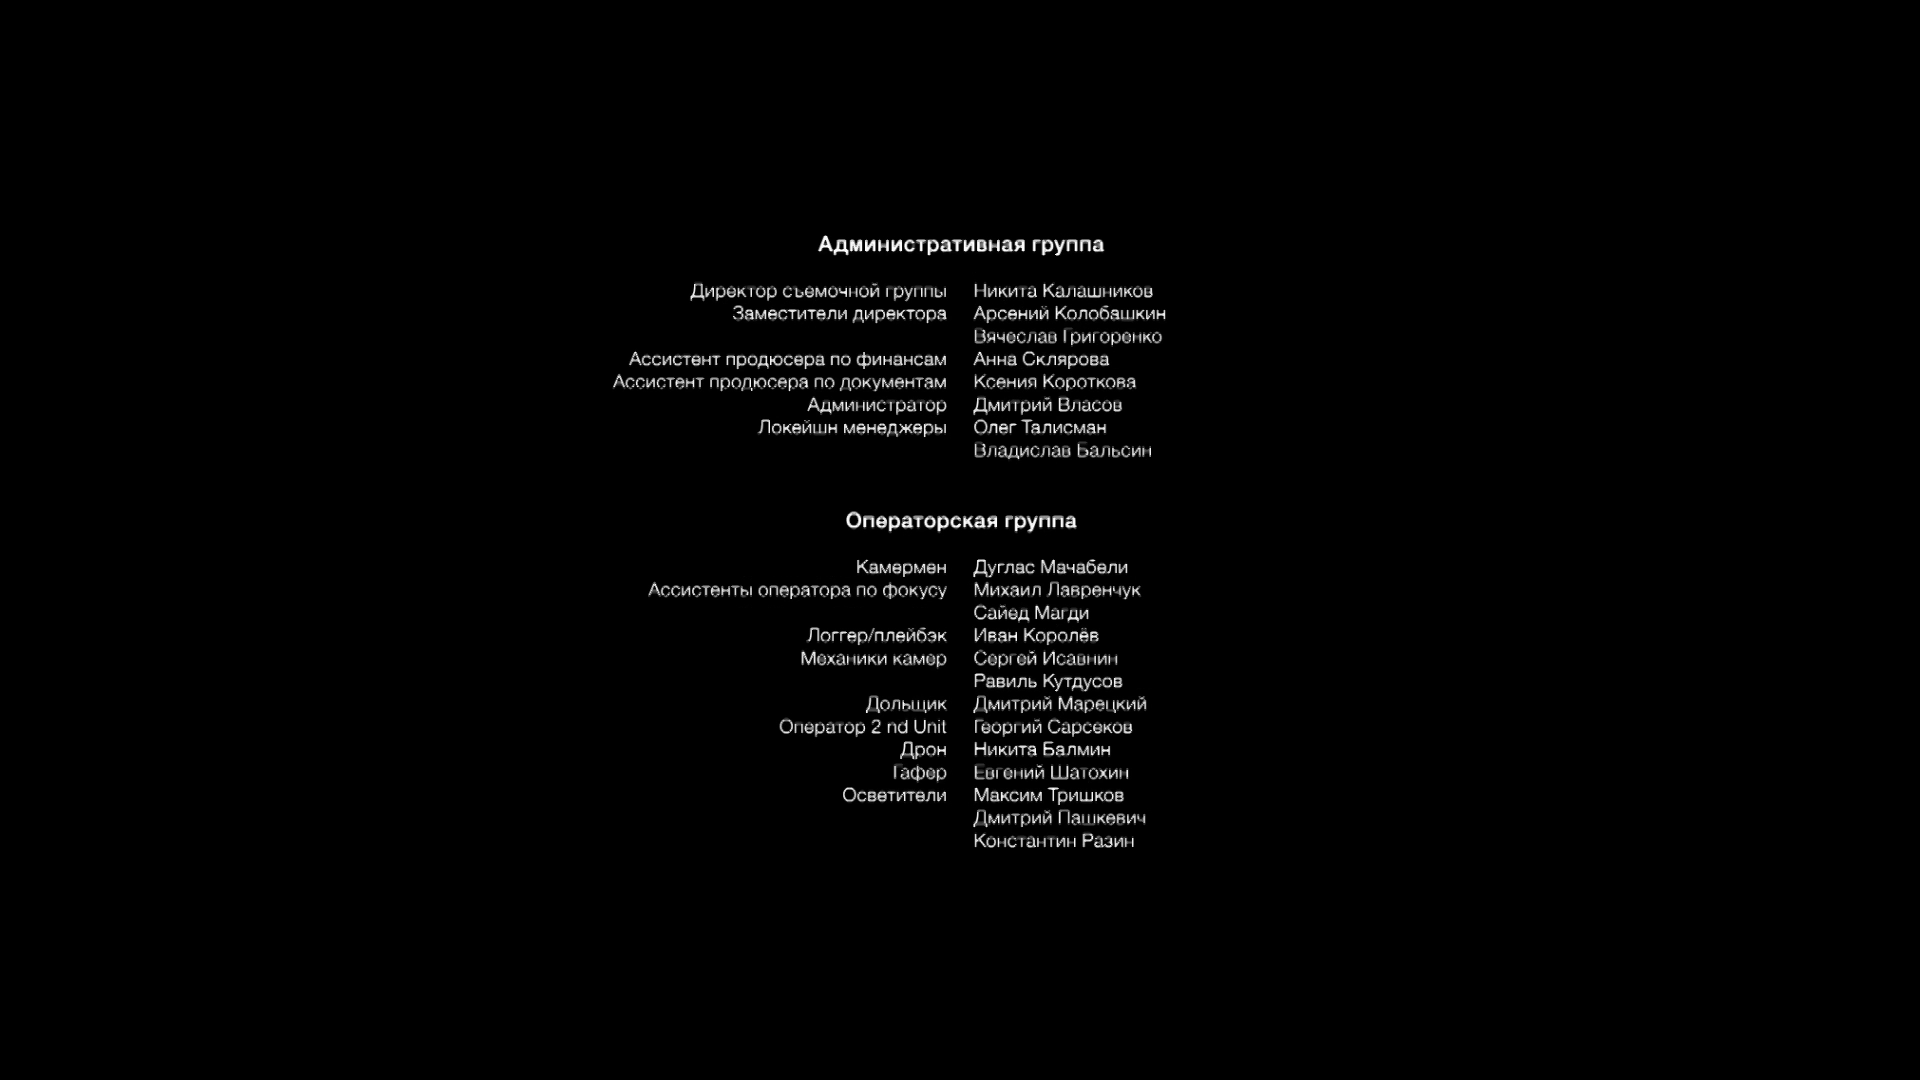 Административная группа
Директор съемочной группы Никита Калашников
Заместители директора Арсений Колобашкин
Вячеслав Григоренко
Ассистент продюсера по финансам Анна Склярова
Ассистент продюсера по документам Ксения Короткова
Администратор Дмитрий Власов
Локейшн менеджеры Олег Талисман
Владислав Бальсин
Операторская группа
Камермен Дуглас Мачабели
Ассистенты оператора по фокусу Михаил Лавренчук
Сайед Магди
Логгер/плейбэк Иван Королёв
Механики камер Сергей Исавнин
Равиль Кутдусов
Дольщик Дмитрий Марецкий
Оператор 2 nd Unit Георгий Сарсеков
Дрон Никита Балмин
Гафер Евгений Шатохин
Осветители Максим Тришков
Дмитрий Пашкевич
Константин Разин